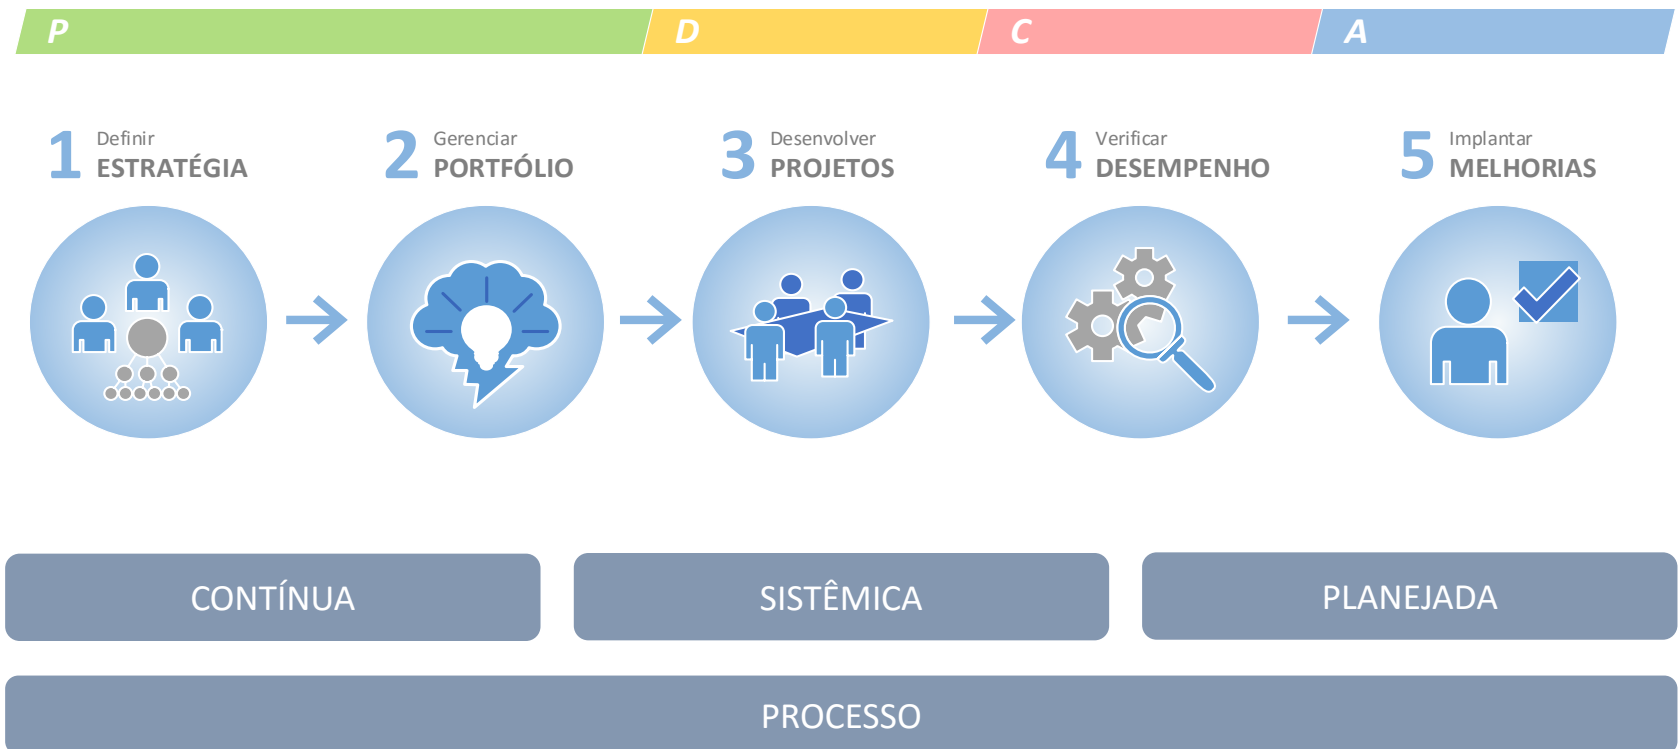 P D C A
1 Definir
ESTRATÉGIA
2 Gerenciar
PORTFÓLIO
3 Desenvolver
PROJETOS
4 Verificar
DESEMPENHO
5 Implantar
MELHORIAS
CONTÍNUA
SISTÊMICA
PLANEJADA
PROCESSO